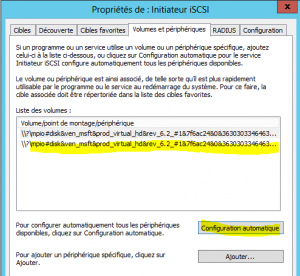 Propriétés de : Initiateur iSCSI
Cibles Découverte Cibles favorites Volumes et périphériques RADIUS Configuration
Si un programme ou un service utilise un volume ou un périphérique spécifique, ajoutez
celui-ci à la liste ci-dessous, ou cliquez sur Configuration automatique pour le service
Initiateur iSCSI configure automatiquement tous les périphériques disponibles.
Le volume ou périphérique est ainsi associé, de telle sorte qu'il est plus rapidement
utilisable par le programme ou le service au redémarrage du système. Pour ce faire, la
cible associée doit être répertoriée dans la liste des cibles favorites.
Liste des volumes :
Volume/point de montage/périphérique
\\?\mpio#disk&ven_msft&prod_virtual_hd&rev_6.2_#1&7f6ac24&0&3630303346463...
\\?\mpio#disk&ven_msft&prod_virtual_hd&rev_6.2_#1&7f6ac24&0&3630303346463...
Pour configurer automatiquement tous les périphériques
disponibles, cliquez sur Configuration automatique.
Configuration automatique
Pour ajouter un périphérique spécifique, cliquez sur
Ajouter.
Ajouter...